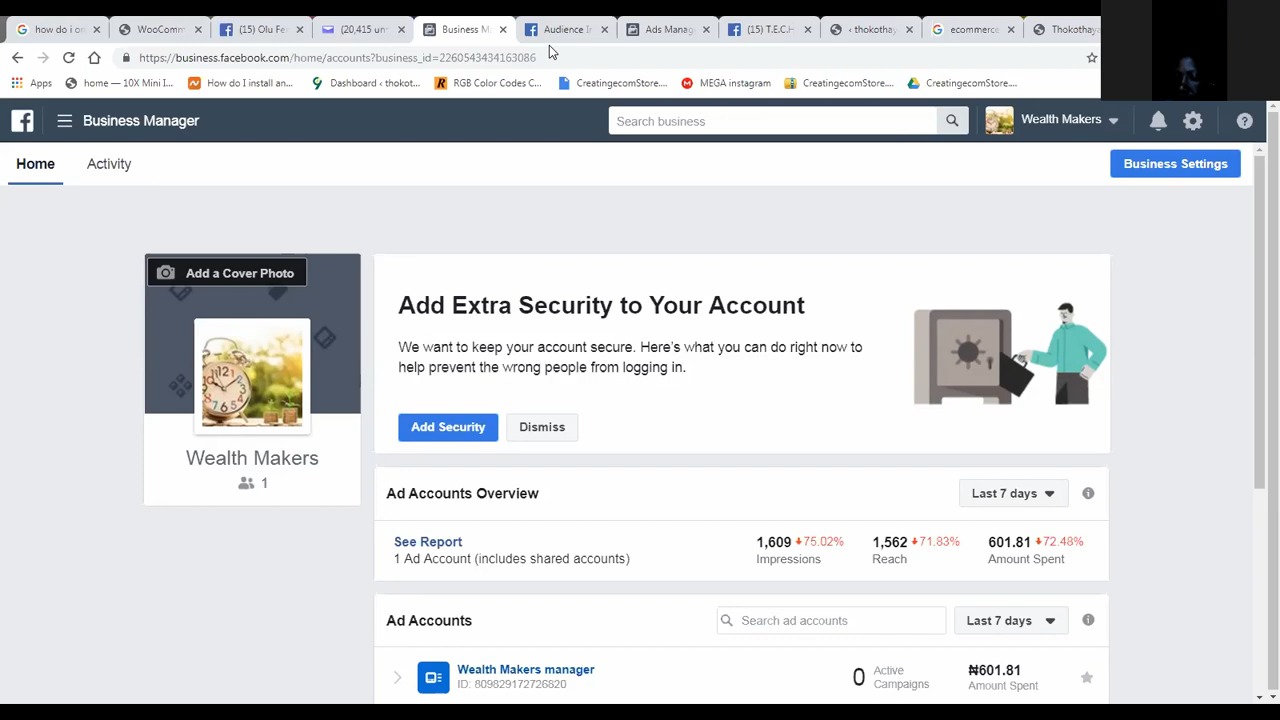 how do i o
WooComm
(15) Olu Fe
(20,415 unr
Business M
Audience I
Ads Manag
(15) T.E.C.H
‹ thokothay
ecommerc
Thokothaya
https://business.facebook.com/home/accounts?business_id=2260543434163086
Apps
home — 10X Mini I...
How do I install an...
Dashboard ‹ thokot...
RGB Color Codes C...
CreatingecomStore....
MEGA instagram
CreatingecomStore....
CreatingecomStore....
Business Manager
Search business
Wealth Makers
Home
Activity
Business Settings
Add a Cover Photo
Wealth Makers
1
Add Extra Security to Your Account
We want to keep your account secure. Here's what you can do right now to
help prevent the wrong people from logging in.
Add Security
Dismiss
Ad Accounts Overview
Last 7 days
See Report
1 Ad Account (includes shared accounts)
1,609 75.02%
Impressions
1,562 71.83%
Reach
601.81 72.48%
Amount Spent
Ad Accounts
Search ad accounts
Last 7 days
Wealth Makers manager
ID: 809829172726820
0 Active
Campaigns
₦601.81
Amount Spent